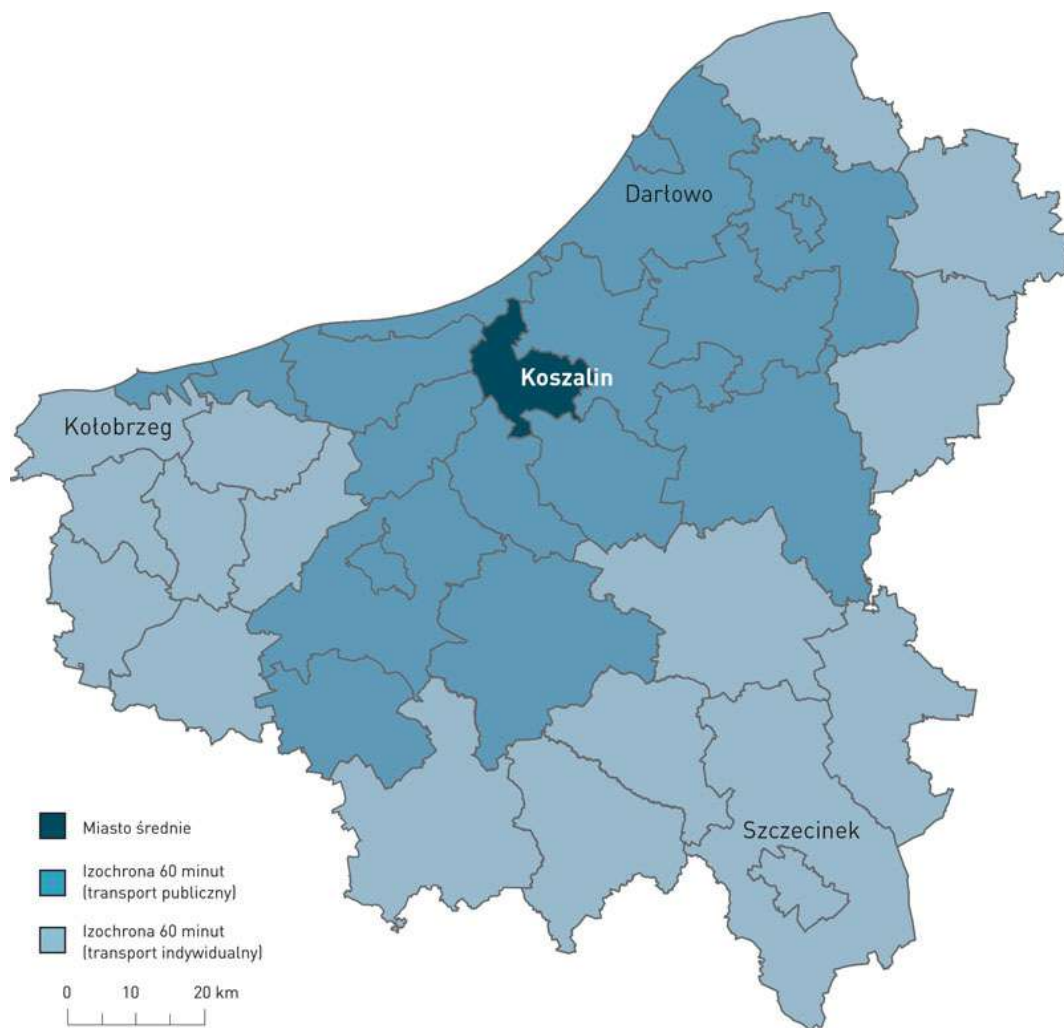 Darłowo
Koszalin
Kołobrzeg
Szczecinek
Miasto średnie
Izochrona 60 minut
(transport publiczny)
Izochrona 60 minut
(transport indywidualny)
0 10 20 km